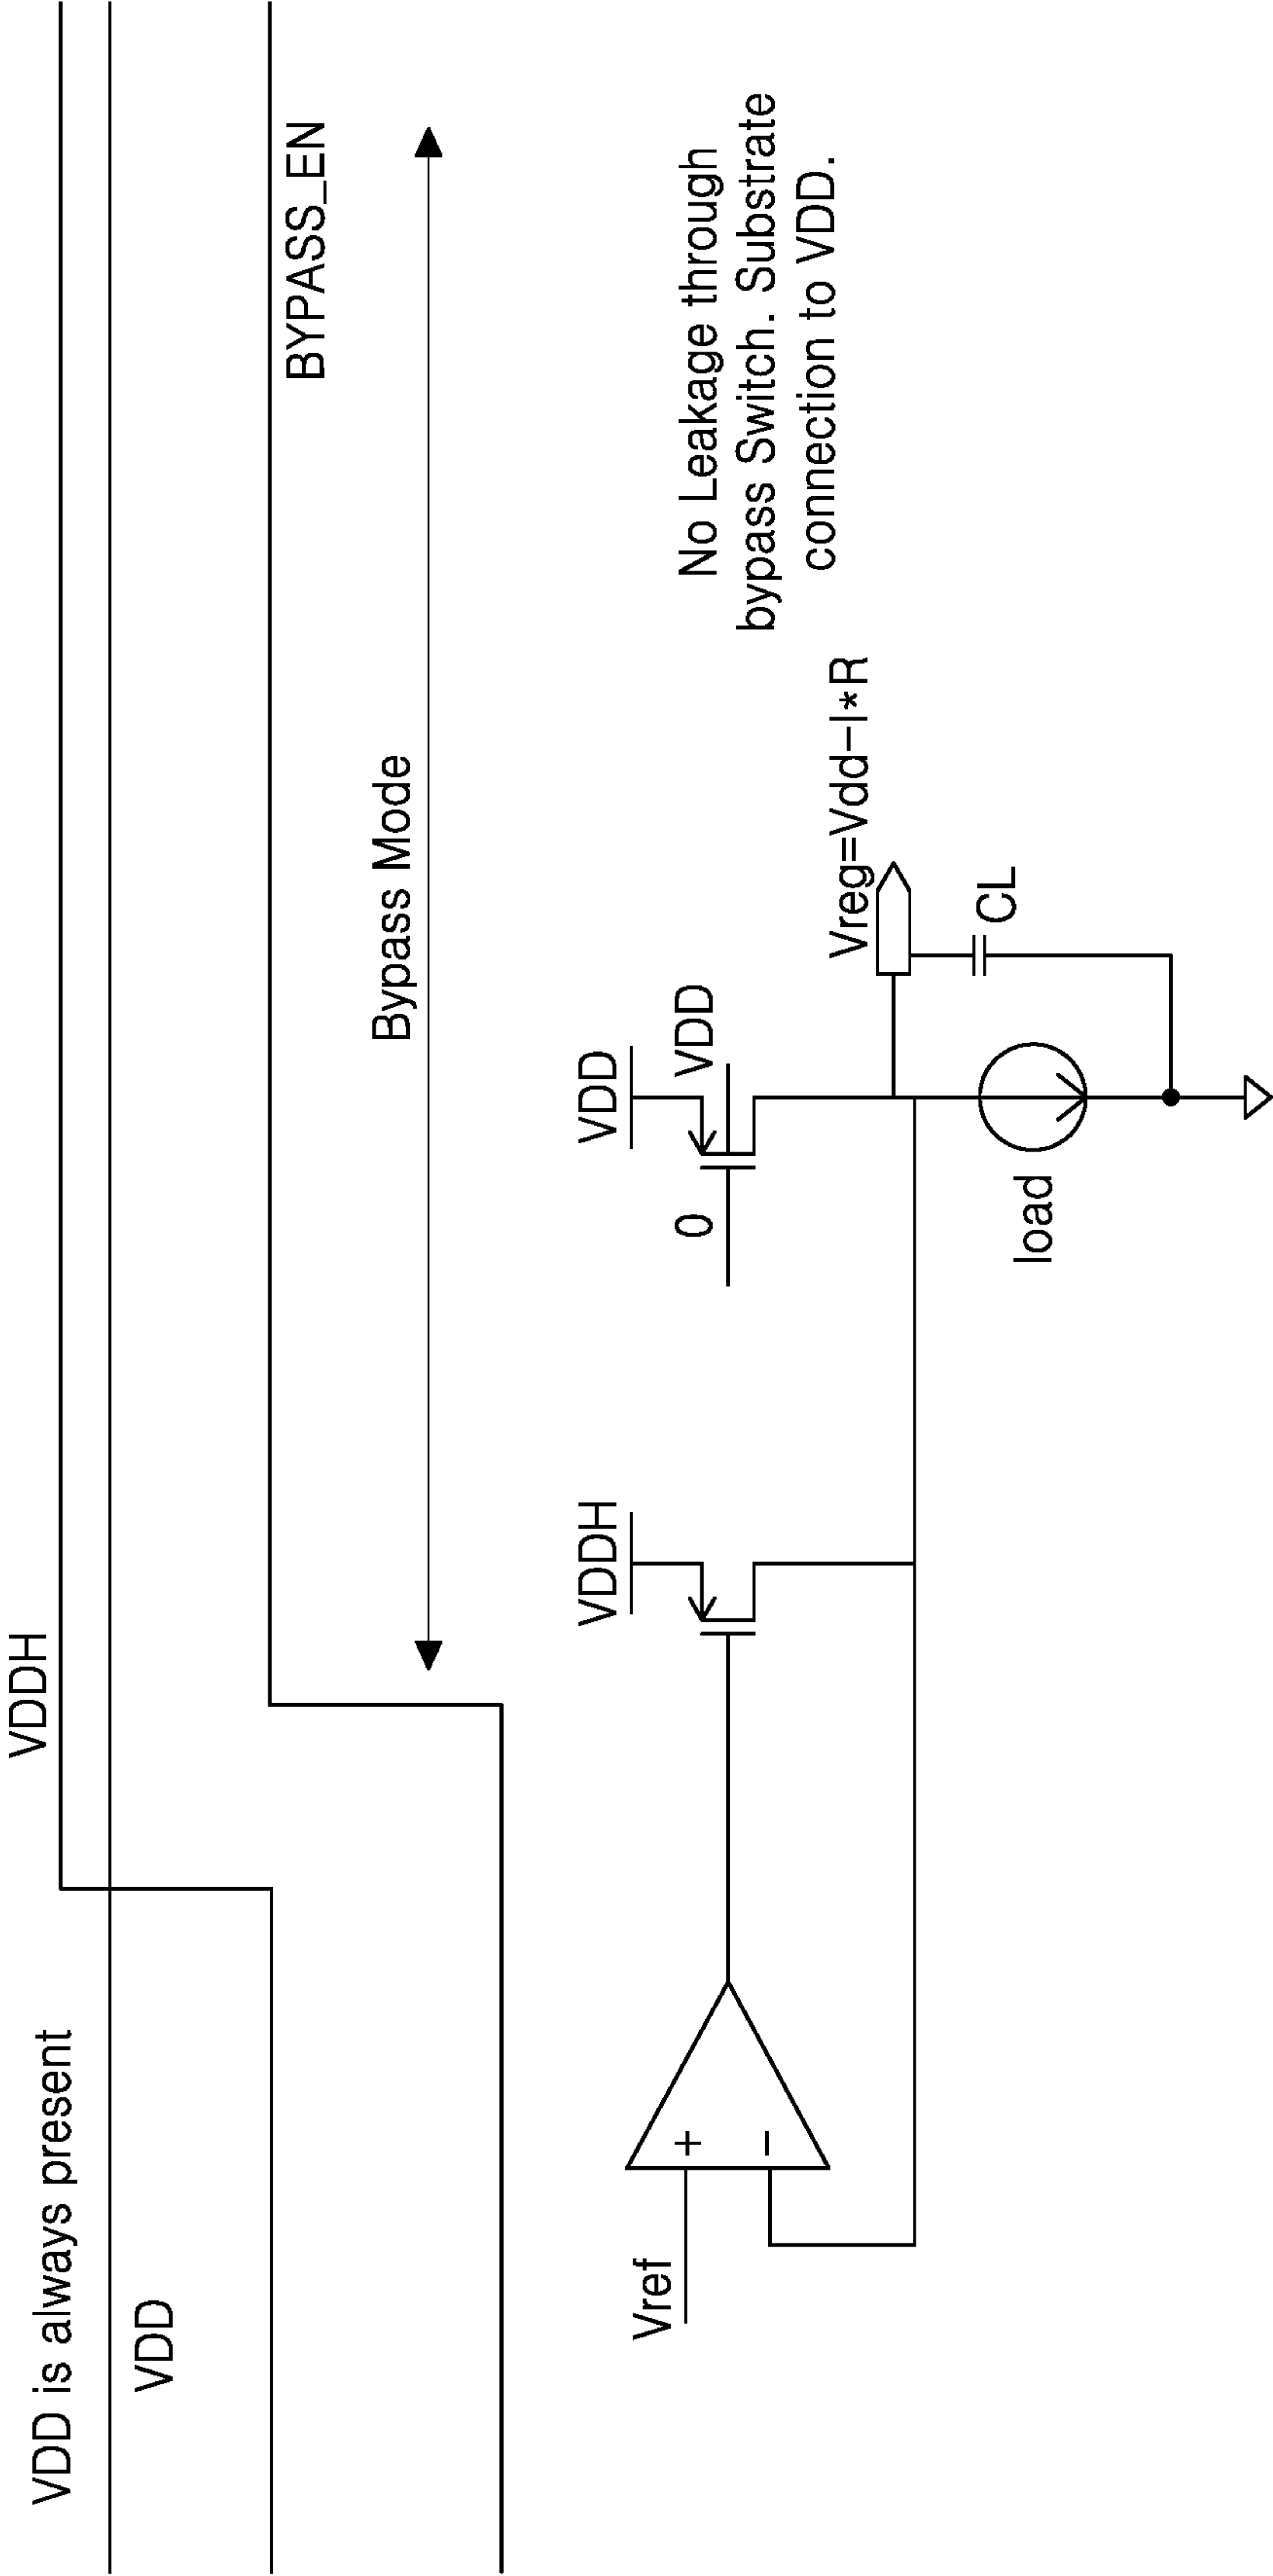 VDD is always present
VDDH
VDD
BYPASS_EN
Bypass Mode
VDDH
VDD
VDD
0
Vref
+
−
No Leakage through
bypass Switch. Substrate
connection to VDD.
Vreg=Vdd−I*R
load
CL